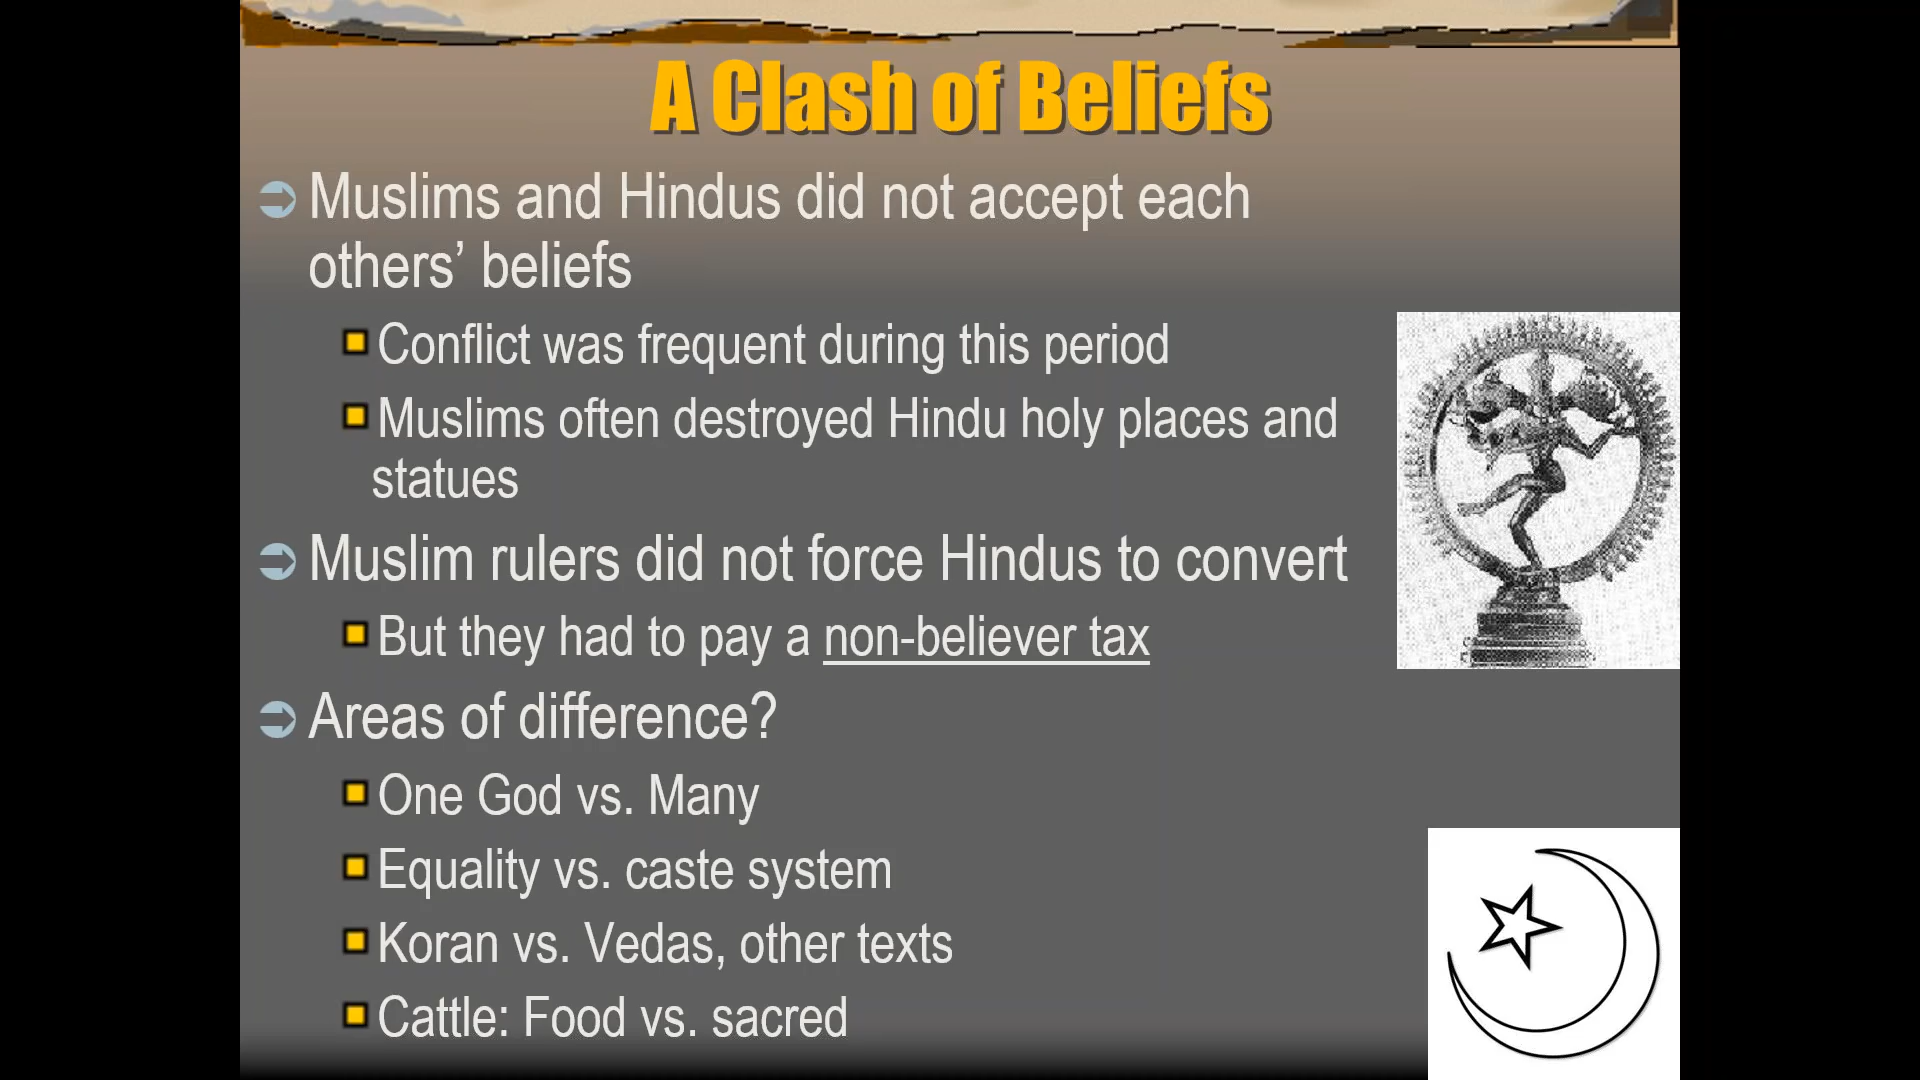 A Clash of Beliefs
Muslims and Hindus did not accept each
others’ beliefs
Conflict was frequent during this period
Muslims often destroyed Hindu holy places and
statues
Muslim rulers did not force Hindus to convert
But they had to pay a non-believer tax
Areas of difference?
One God vs. Many
Equality vs. caste system
Koran vs. Vedas, other texts
Cattle: Food vs. sacred